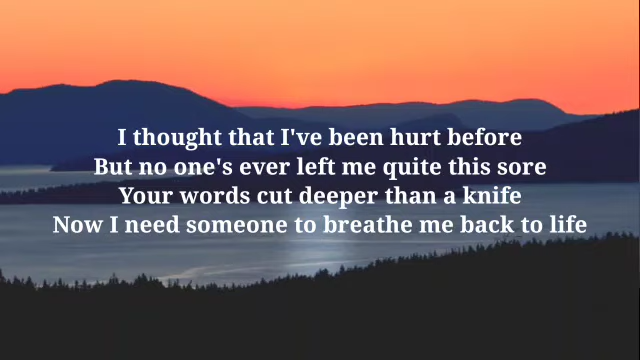 I thought that I've been hurt before
But no one's ever left me quite this sore
Your words cut deeper than a knife
Now I need someone to breathe me back to life